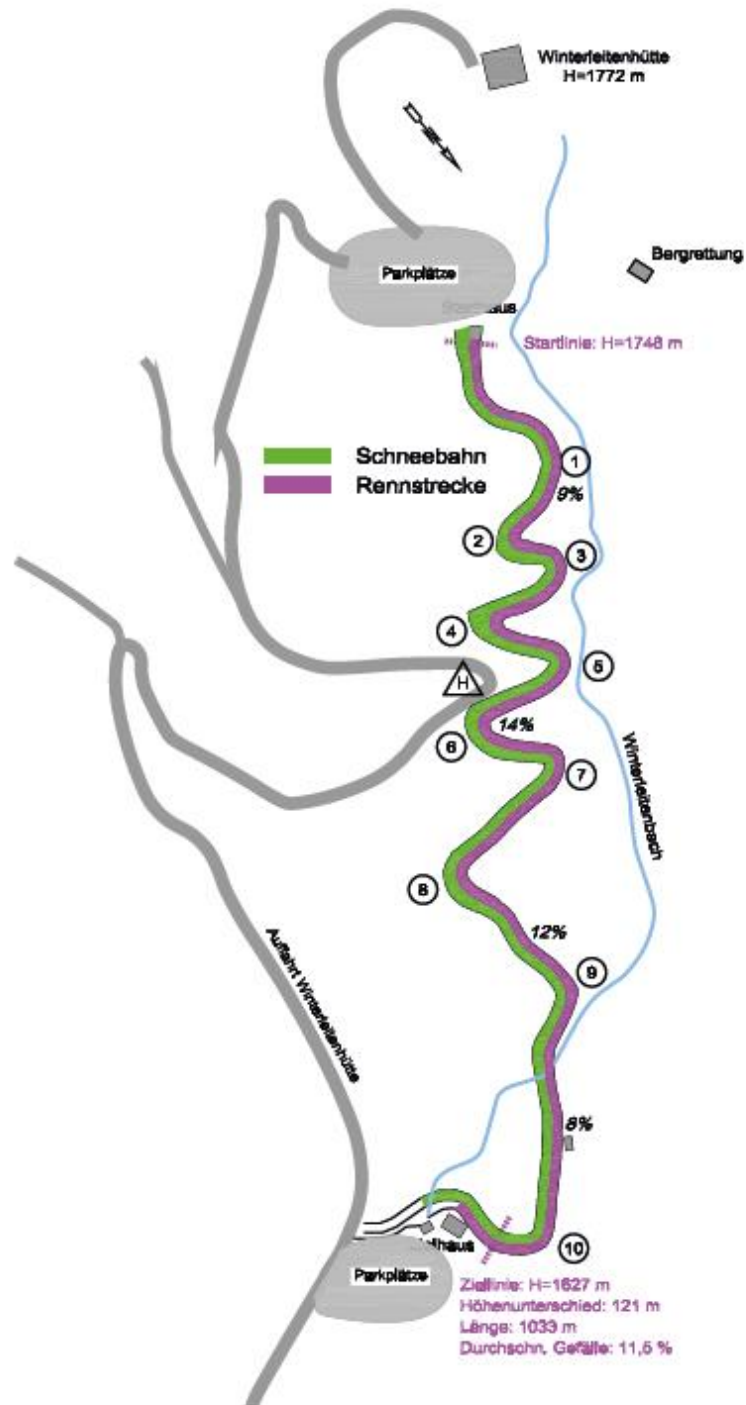 Winterleitenhütte
H=1772 m
Bergrettung
Parkplätze
Startlinie: H=1748 m
Schneebahn
Rennstrecke
1
9%
2
3
4
5
H
14%
6
7
Winterleitenbach
8
12%
9
Auffahrt Winterleitenhütte
8%
10
Parkplätze
Ziellinie: H=1627 m
Höhenunterschied: 121 m
Länge: 1033 m
Durchschn. Gefälle: 11,5 %